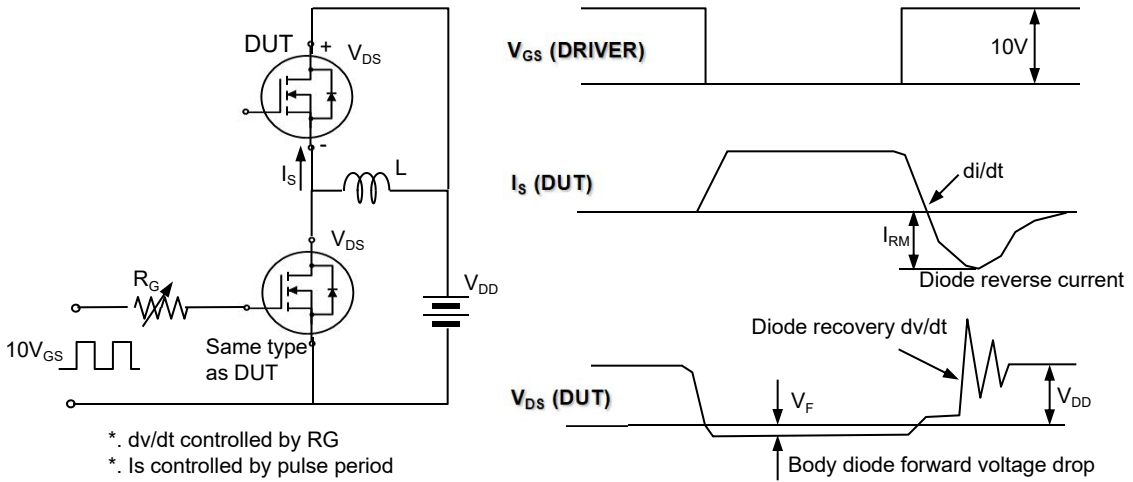 DUT
+
V_DS
-
I_S
L
V_DS
R_G
V_DD
10V_GS
Same type
as DUT
*. dv/dt controlled by RG
*. Is controlled by pulse period
V_GS (DRIVER)
10V
I_S (DUT)
di/dt
I_RM
Diode reverse current
Diode recovery dv/dt
V_DS (DUT)
V_F
V_DD
Body diode forward voltage drop